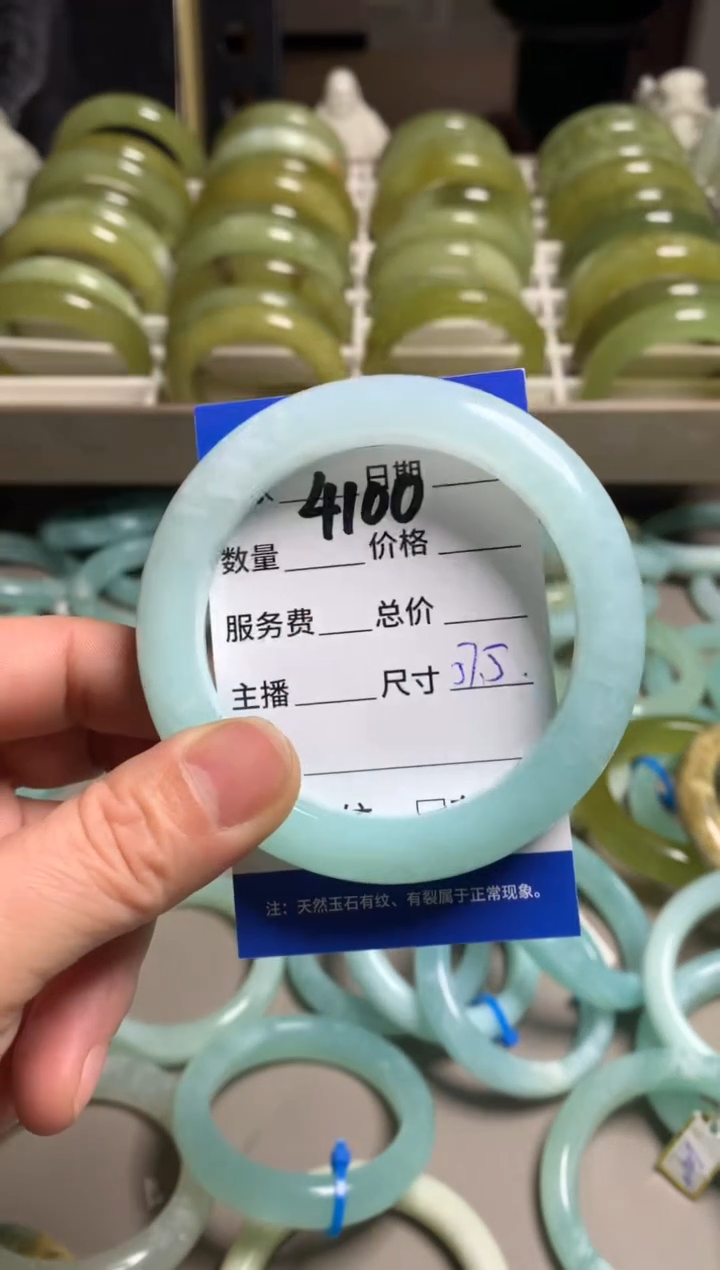 日期
4100
数量 价格
服务费 总价
主播 尺寸 57.5.
注：天然玉石有纹、有裂属于正常现象。